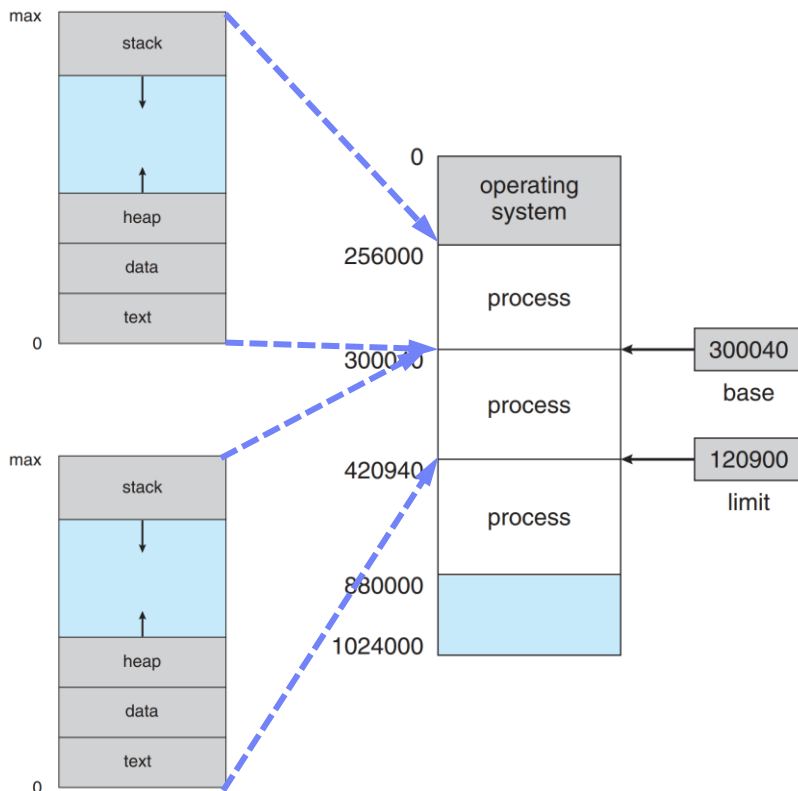 max
stack
heap
data
text
0
max
stack
heap
data
text
0
0
operating
system
256000
process
300040
process
420940
process
880000
1024000
300040
base
120900
limit